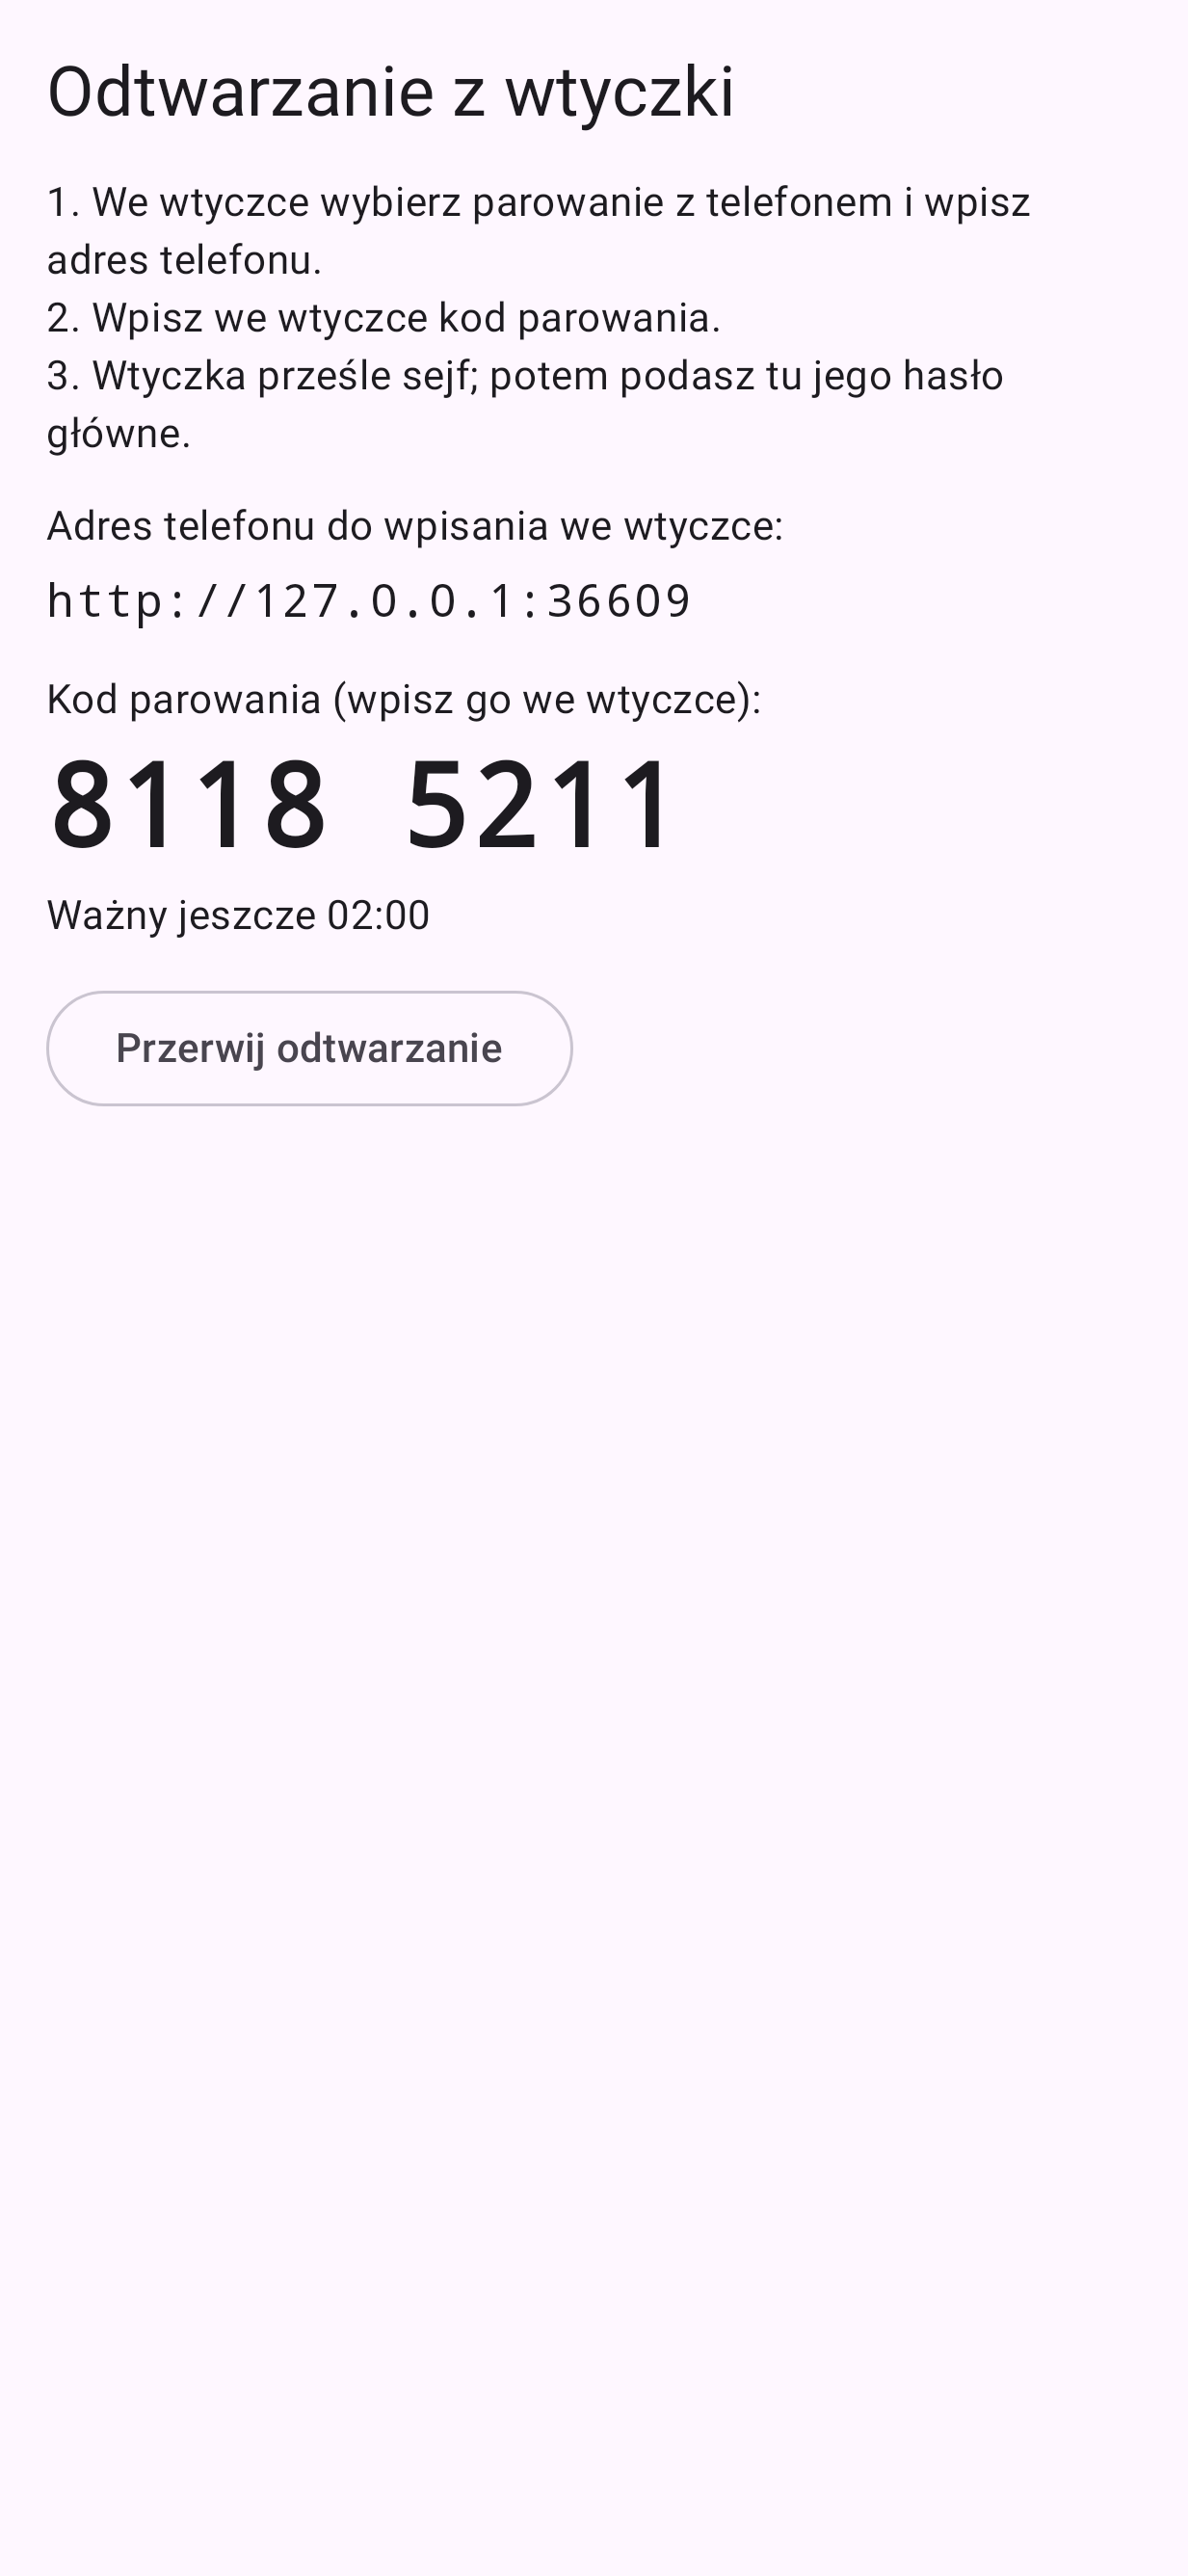 Odtwarzanie z wtyczki
1. We wtyczce wybierz parowanie z telefonem i wpisz
adres telefonu.
2. Wpisz we wtyczce kod parowania.
3. Wtyczka prześle sejf; potem podasz tu jego hasło
główne.
Adres telefonu do wpisania we wtyczce:
http://127.0.0.1:36609
Kod parowania (wpisz go we wtyczce):
8118 5211
Ważny jeszcze 02:00
Przerwij odtwarzanie